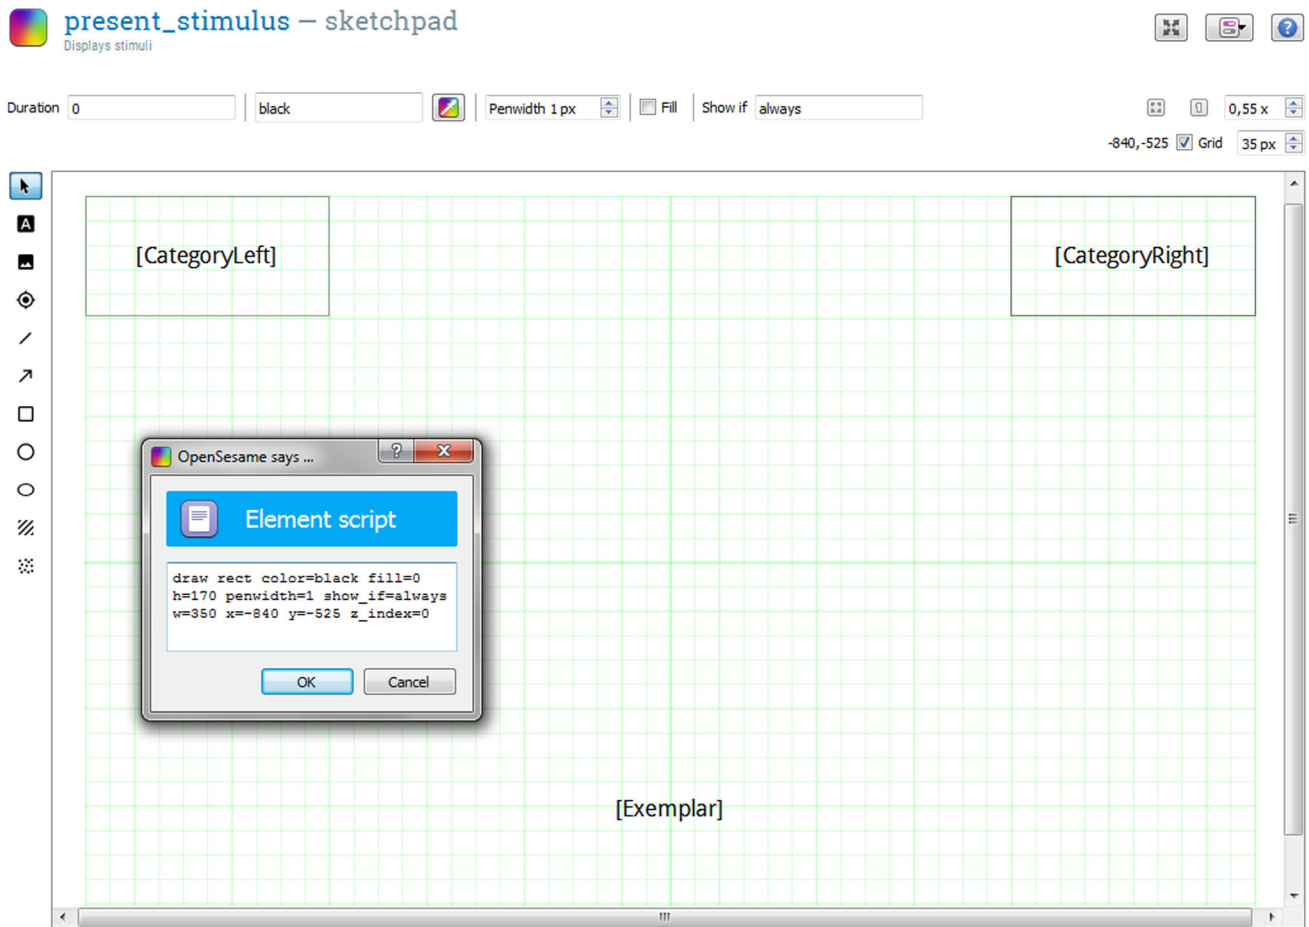 present_stimulus — sketchpad
Displays stimuli
Duration 0 black Penwidth 1 px Fill Show if always 0,55 x
-840,-525 Grid 35 px
[CategoryLeft] [CategoryRight]
OpenSesame says ...
Element script
draw rect color=black fill=0
h=170 penwidth=1 show_if=always
w=350 x=-840 y=-525 z_index=0
OK Cancel
[Exemplar]